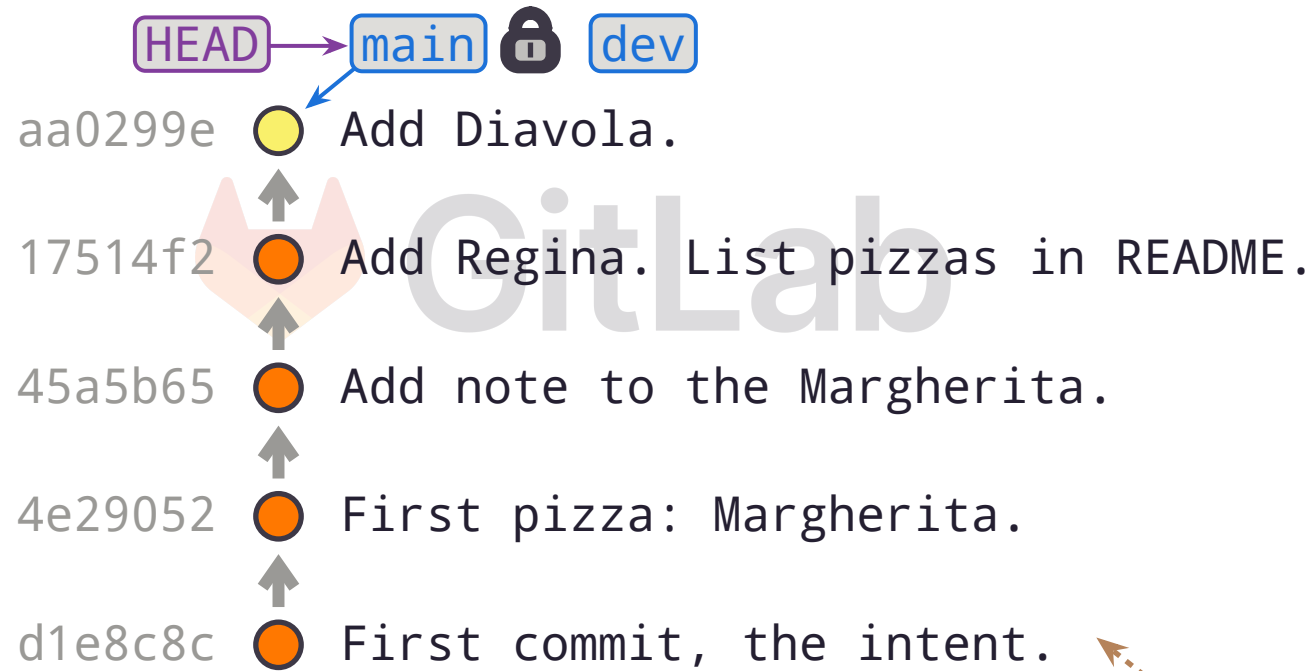 HEAD main dev
aa0299e Add Diavola.
GitLab
17514f2 Add Regina. List pizzas in README.
45a5b65 Add note to the Margherita.
4e29052 First pizza: Margherita.
d1e8c8c First commit, the intent.